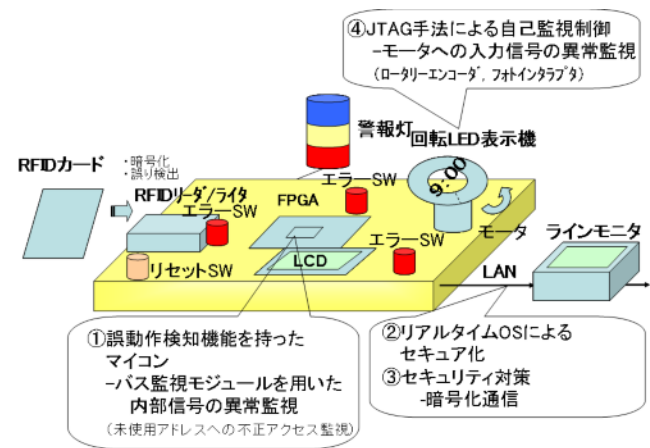 ④JTAG手法による自己監視制御
-モータへの入力信号の異常監視
(ロータリーエンコーダ, フォトインタラプタ)
警報灯
回転LED表示機
9:00
RFIDカード
・暗号化
・誤り検出
RFIDリーダ/ライタ
エラーSW
エラーSW
FPGA
エラーSW
モータ
ラインモニタ
LCD
リセットSW
LAN
①誤動作検知機能を持った
マイコン
-バス監視モジュールを用いた
内部信号の異常監視
(未使用アドレスへの不正アクセス監視)
②リアルタイムOSによる
セキュア化
③セキュリティ対策
-暗号化通信